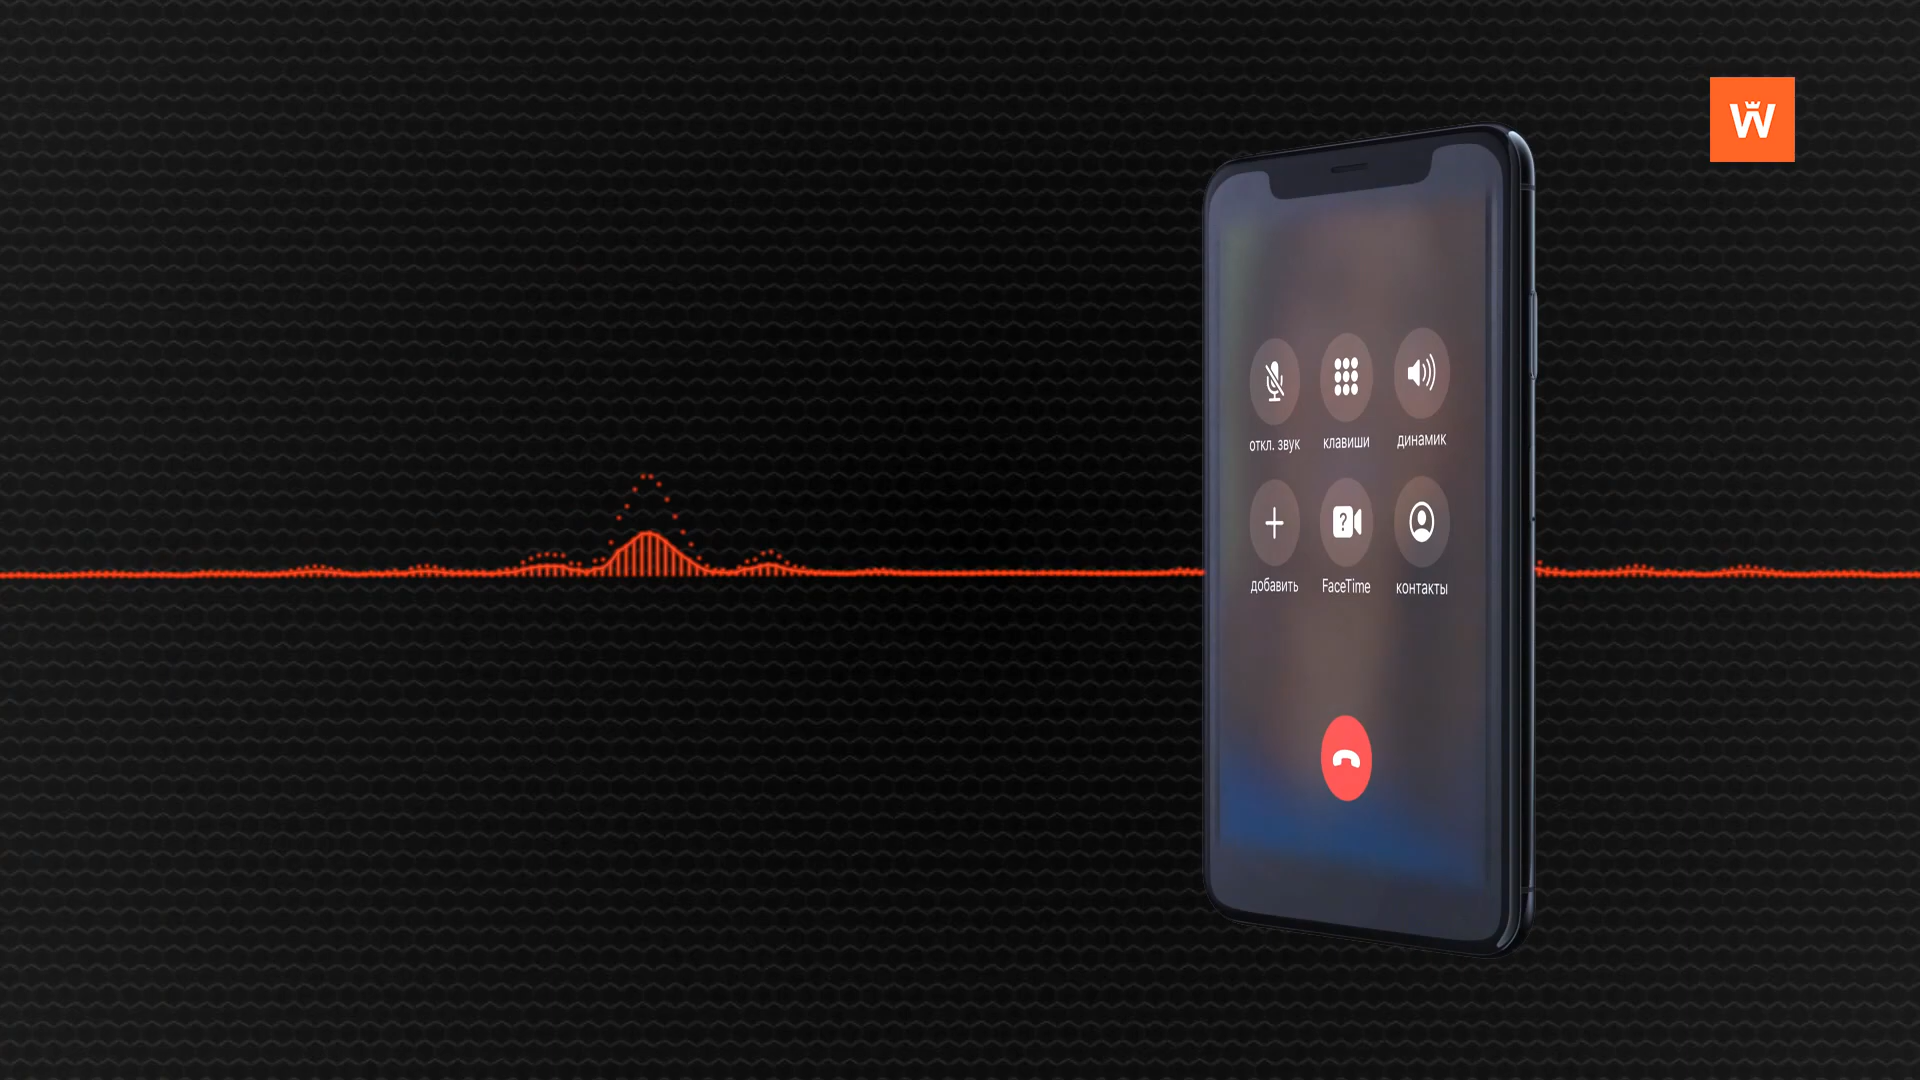 W
откл. звук
клавиши
динамик
добавить
FaceTime
контакты